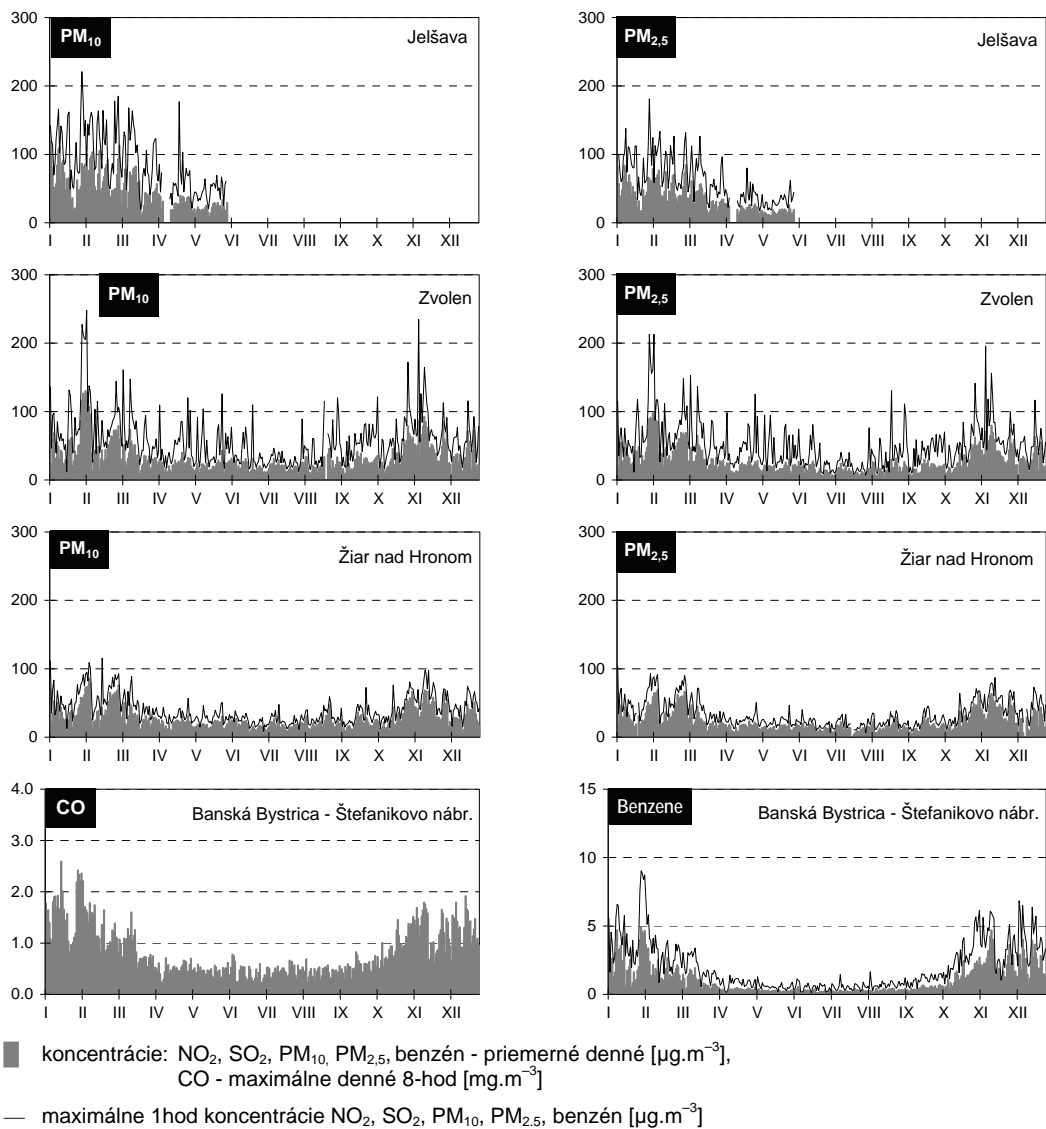 PM₁₀ Jelšava
300
200
100
0
I II III IV V VI VII VIII IX X XI XII
PM₂,₅ Jelšava
300
200
100
0
I II III IV V VI VII VIII IX X XI XII
PM₁₀ Zvolen
300
200
100
0
I II III IV V VI VII VIII IX X XI XII
PM₂,₅ Zvolen
300
200
100
0
I II III IV V VI VII VIII IX X XI XII
PM₁₀ Žiar nad Hronom
300
200
100
0
I II III IV V VI VII VIII IX X XI XII
PM₂,₅ Žiar nad Hronom
300
200
100
0
I II III IV V VI VII VIII IX X XI XII
CO Banská Bystrica - Štefanikovo nábr.
4.0
3.0
2.0
1.0
0.0
I II III IV V VI VII VIII IX X XI XII
Benzene Banská Bystrica - Štefanikovo nábr.
15
10
5
0
I II III IV V VI VII VIII IX X XI XII
koncentrácie: NO₂, SO₂, PM₁₀, PM₂,₅, benzén - priemerné denné [µg.m⁻³],
CO - maximálne denné 8-hod [mg.m⁻³]
— maximálne 1hod koncentrácie NO₂, SO₂, PM₁₀, PM₂.₅, benzén [µg.m⁻³]